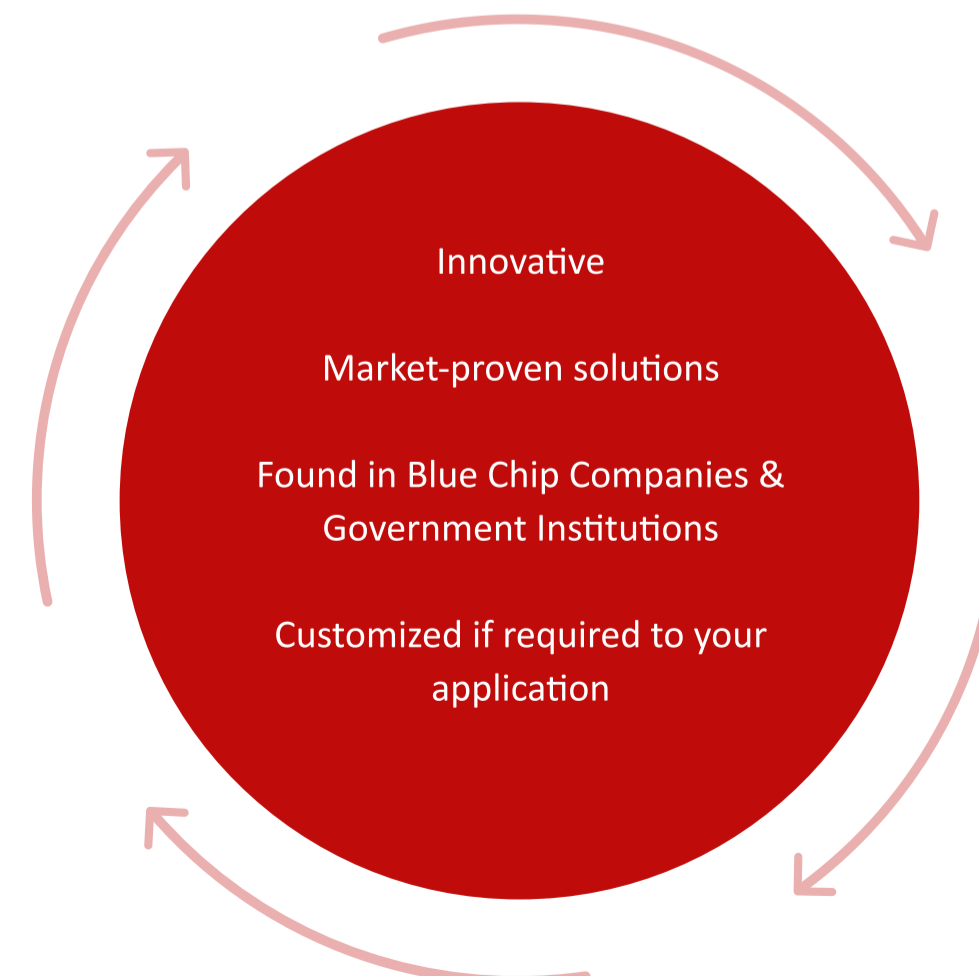 Innovative
Market-proven solutions
Found in Blue Chip Companies &
Government Institutions
Customized if required to your
application